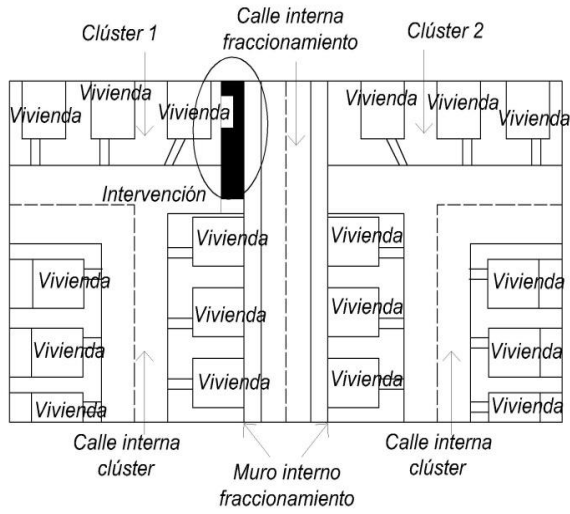 Calle interna
fraccionamiento
Clúster 1
Clúster 2
Vivienda
Vivienda
Vivienda
Vivienda
Vivienda
Vivienda
Intervención
Vivienda
Vivienda
Vivienda
Vivienda
Vivienda
Vivienda
Vivienda
Vivienda
Vivienda
Vivienda
Vivienda
Vivienda
Calle interna
clúster
Muro interno
fraccionamiento
Calle interna
clúster